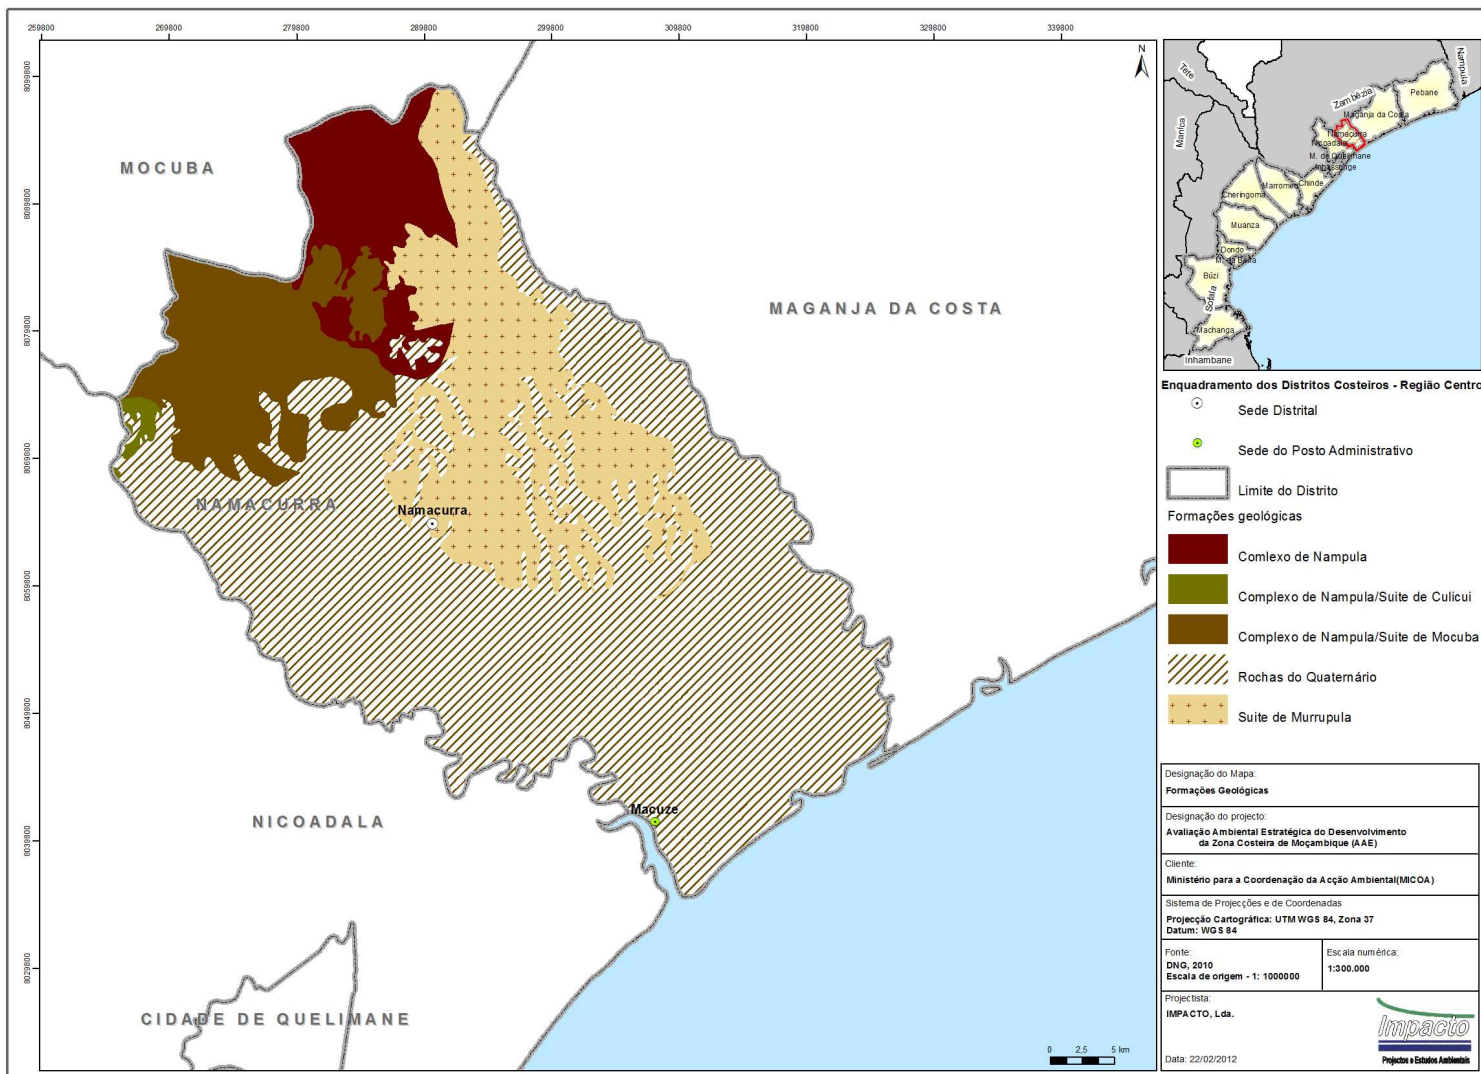 259800 269800 279800 289800 299800 309800 319800 329800 339800
8099800
8089800
8079800
8069800
8059800
8049800
8039800
8029800
N
MOCUBA
MAGANJA DA COSTA
NAMACURRA
Namacurra
NICOADALA
Macuze
CIDADE DE QUELIMANE
0 2,5 5 km
Tete
Nampula
Zambézia
Pebane
Maganja da Costa
Manica
Namacurra
Nicoadala
M. de Quelimane
Inhassunge
Chinde
Marromeu
Cheringoma
Muanza
Dondo
M. da Beira
Búzi
Sofala
Machanga
Inhambane
Enquadramento dos Distritos Costeiros - Região Centro
Sede Distrital
Sede do Posto Administrativo
Limite do Distrito
Formações geológicas
Comlexo de Nampula
Complexo de Nampula/Suite de Culicui
Complexo de Nampula/Suite de Mocuba
Rochas do Quaternário
Suite de Murrupula
Designação do Mapa:
Formações Geológicas
Designação do projecto:
Avaliação Ambiental Estratégica do Desenvolvimento
da Zona Costeira de Moçambique (AAE)
Cliente:
Ministério para a Coordenação da Acção Ambiental(MICOA)
Sistema de Projecções e de Coordenadas
Projecção Cartográfica: UTM WGS 84, Zona 37
Datum: WGS 84
Fonte:
DNG, 2010
Escala de origem - 1: 1000000
Escala numérica:
1:300.000
Projectista:
IMPACTO, Lda.
Data: 22/02/2012
Impacto
Projectos e Estudos Ambientais